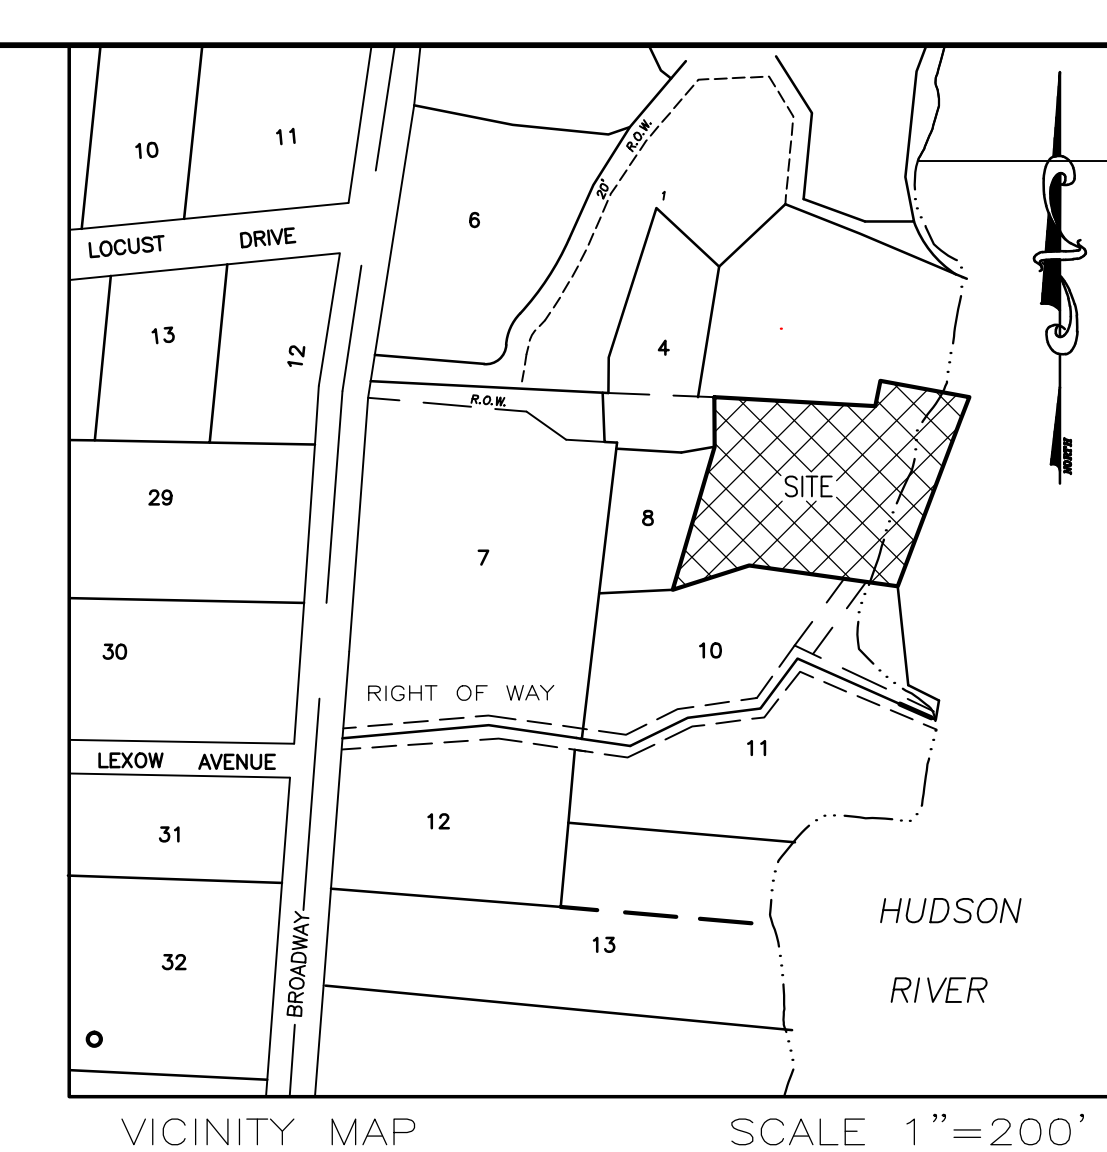 10
11
R.O.W.
20'
1
6
LOCUST DRIVE
13
12
4
R.O.W.
NORTH
29
SITE
8
7
30
10
RIGHT OF WAY
11
LEXOW AVENUE
31
12
HUDSON
RIVER
13
32
BROADWAY
VICINITY MAP SCALE 1"=200'